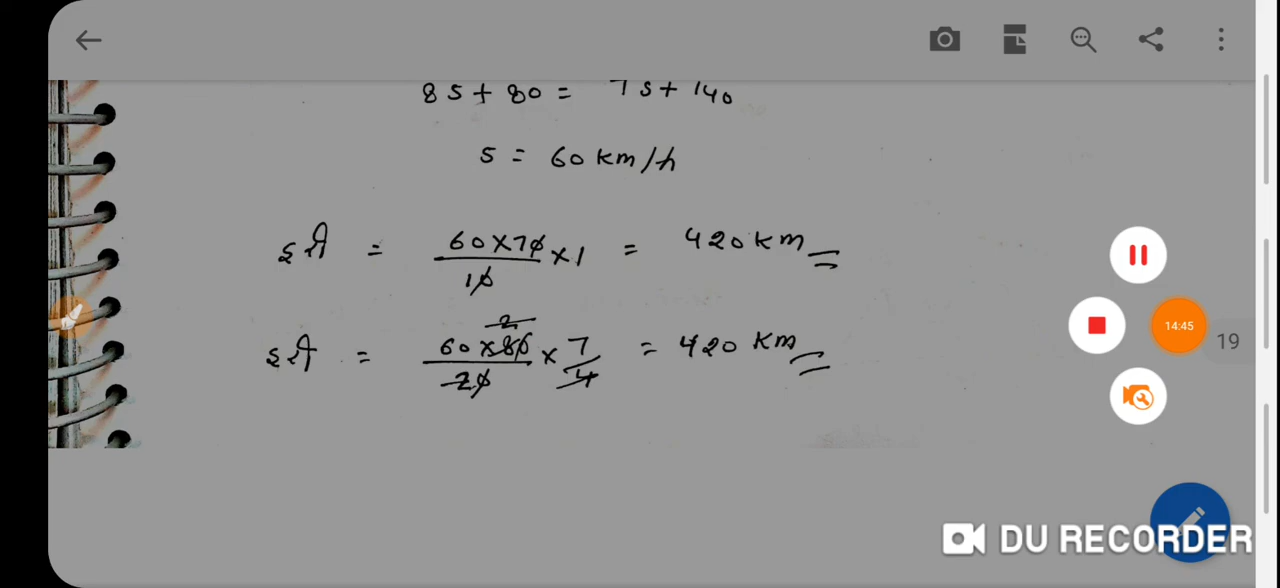 8S + 80 = 7S + 140
S = 60 km/h
दूरी = 60 × 70 / 10 × 1 = 420 km
दूरी = 60 × 80 / 20 × 7 / 4 = 420 km
2
14:45
19
DU RECORDER